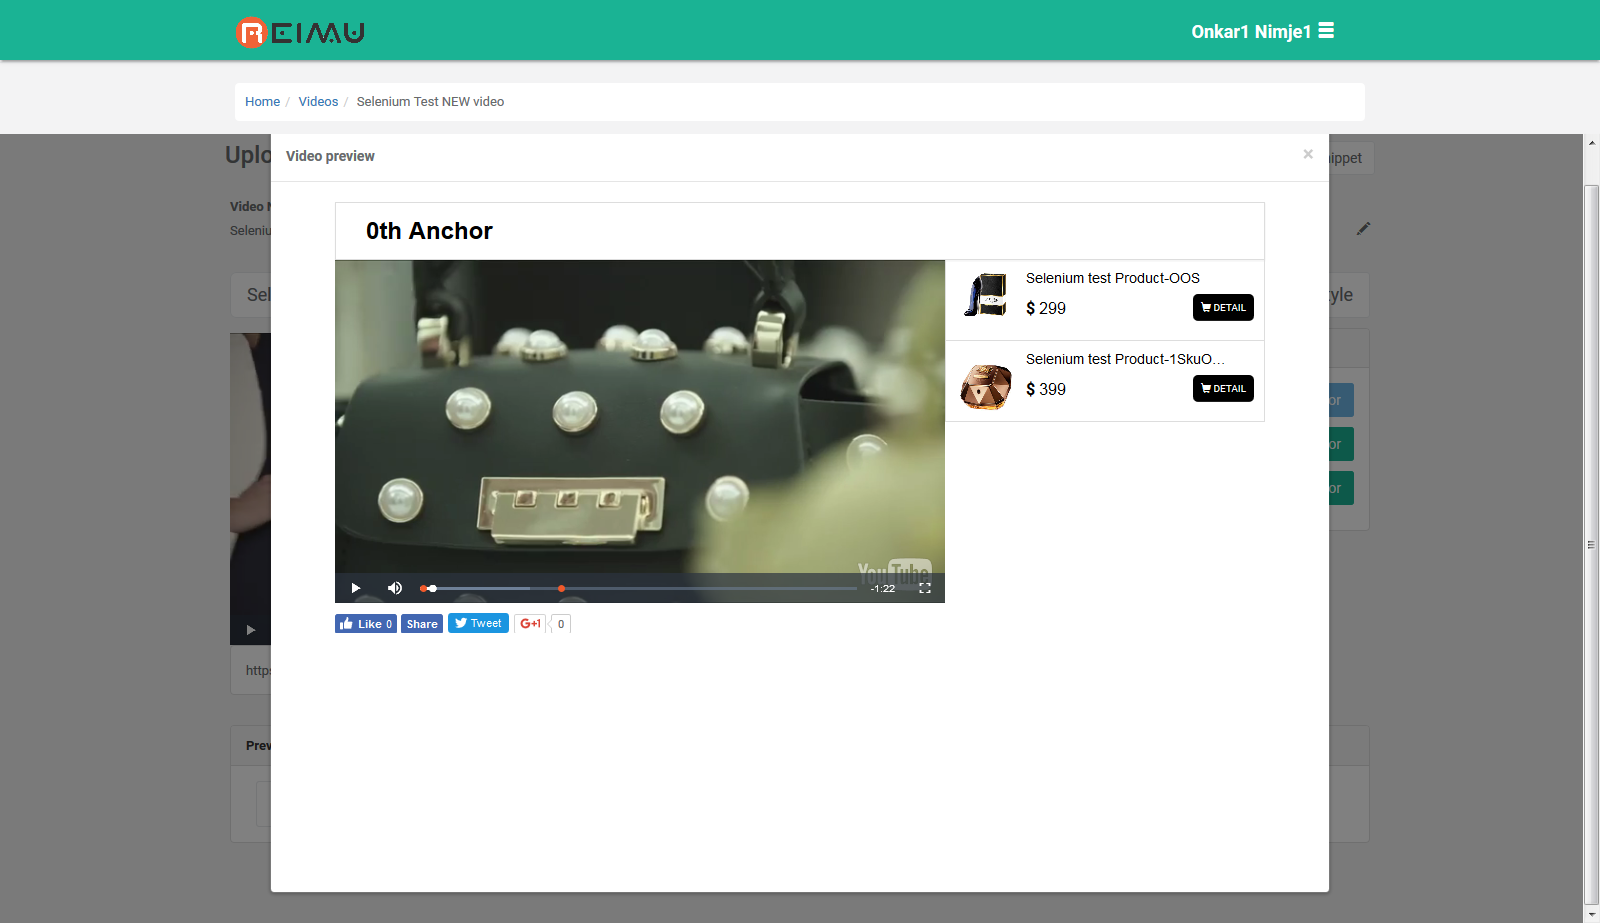 REIMU
Onkar1 Nimje1
Home / Videos / Selenium Test NEW video
Uplo
ippet
Video preview
×
Video N
Seleniu
0th Anchor
Sel
yle
Selenium test Product-OOS
$ 299
DETAIL
Selenium test Product-1SkuO...
$ 399
DETAIL
or
or
or
YouTube
-1:22
Like 0
Share
Tweet
G+1
0
https
Prev